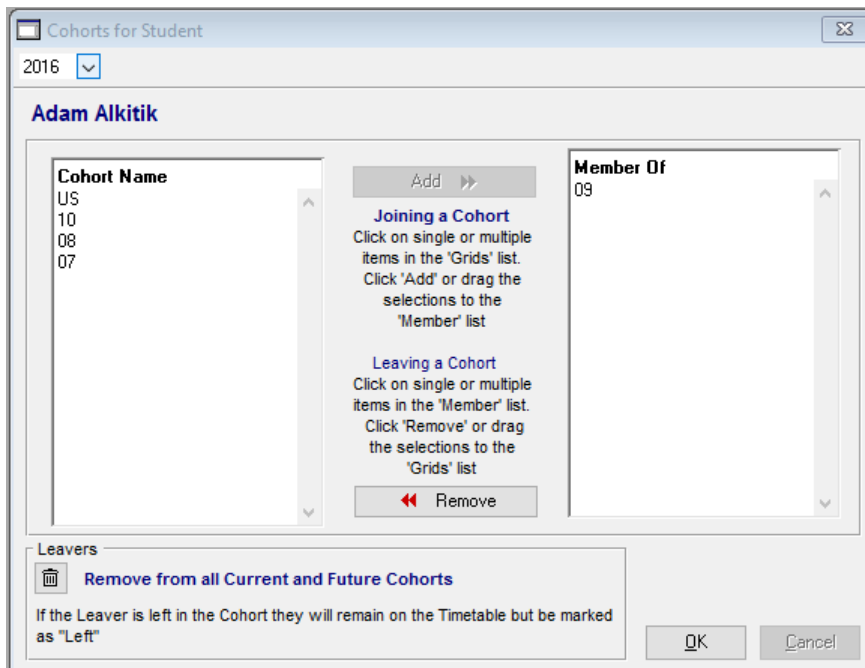 Cohorts for Student
2016
Adam Alkitik
Cohort Name
US
10
08
07
Add
Joining a Cohort
Click on single or multiple
items in the 'Grids' list.
Click 'Add' or drag the
selections to the
'Member' list
Leaving a Cohort
Click on single or multiple
items in the 'Member' list.
Click 'Remove' or drag
the selections to the
'Grids' list
Remove
Member Of
09
Leavers
Remove from all Current and Future Cohorts
If the Leaver is left in the Cohort they will remain on the Timetable but be marked
as "Left"
OK
Cancel